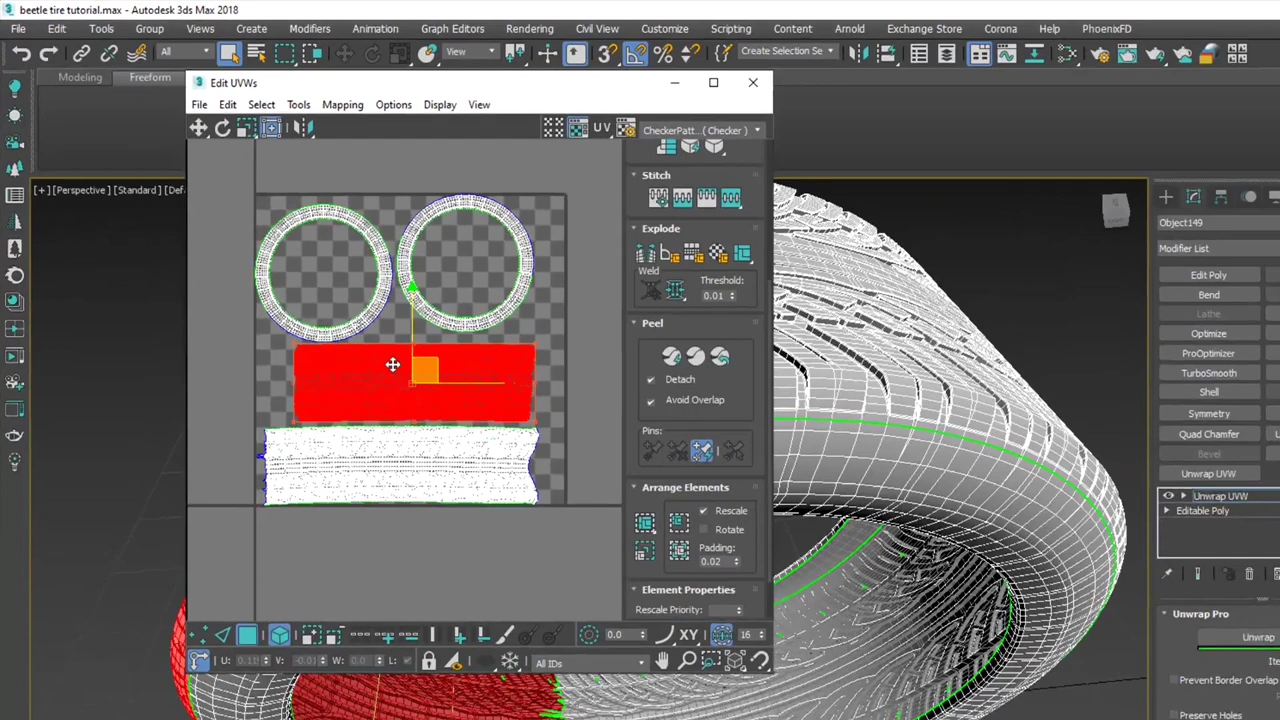 beetle tire tutorial.max - Autodesk 3ds Max 2018
File Edit Tools Group Views Create Modifiers Animation Graph Editors Rendering Civil View Customize Scripting Content Arnold Exchange Store Corona PhoenixFD
All View Create Selection Se
Modeling Freeform
Edit UVWs
File Edit Select Tools Mapping Options Display View
UV CheckerPatt...( Checker )
[+] [Perspective] [Standard]
Stitch
Explode
Weld
Threshold:
0.01
Peel
Detach
Avoid Overlap
Pins:
Arrange Elements
Rescale
Rotate
Padding:
0.02
Element Properties
Rescale Priority:
0.0 XY 16
U: V: W: 0.0 L: All IDs
Object149
Modifier List
Edit Poly
Bend
Lathe
Optimize
ProOptimizer
TurboSmooth
Shell
Symmetry
Quad Chamfer
Bevel
Unwrap UVW
Unwrap UVW
Editable Poly
Unwrap Pro
Unwrap
Prevent Border Overlap
Preserve Holes